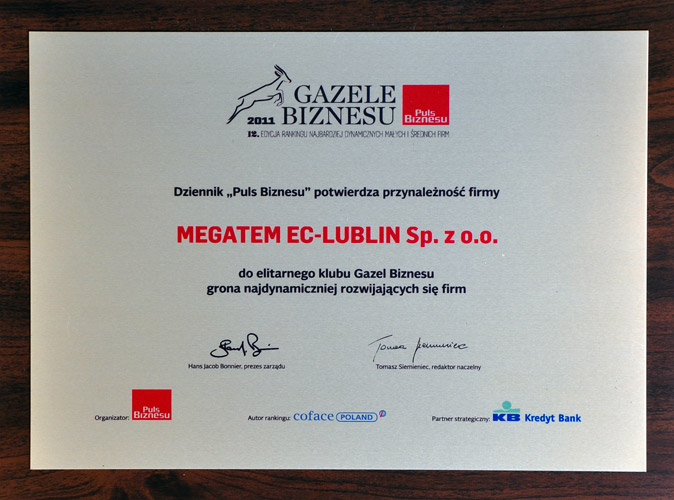 GAZELE
2011 BIZNESU
Puls
Biznesu
12. EDYCJA RANKINGU NAJBARDZIEJ DYNAMICZNYCH MAŁYCH I ŚREDNICH FIRM
Dziennik „Puls Biznesu” potwierdza przynależność firmy
MEGATEM EC-LUBLIN Sp. z o.o.
do elitarnego klubu Gazel Biznesu
grona najdynamiczniej rozwijających się firm
Hans Jacob Bonnier, prezes zarządu
Tomasz Siemieniec, redaktor naczelny
Organizator: Puls
Biznesu
Autor rankingu: coface POLAND
Partner strategiczny: KB Kredyt Bank